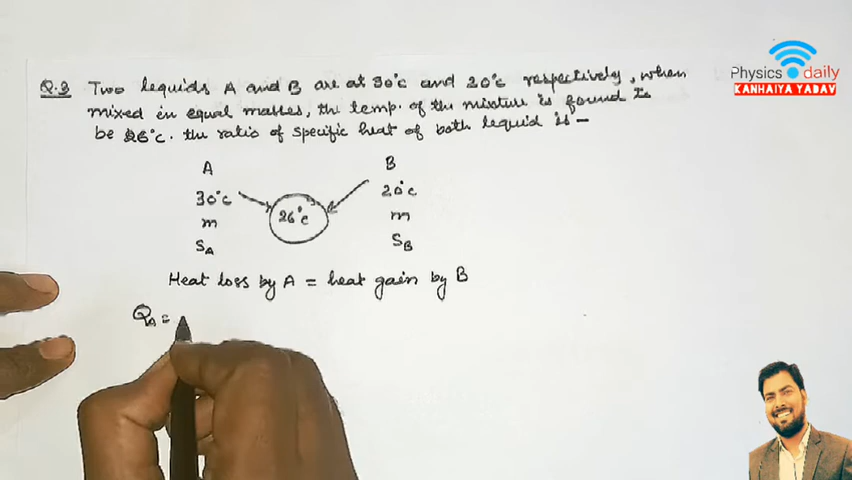 Q.3 Two lequids A and B are at 30°c and 20°c respectively, when
mixed in equal masses, the temp. of the mixture is found to
be 26°c. the ratio of specific heat of both lequid is -
A B
30°c 26°c 20°c
m m
SA SB
Heat loss by A = heat gain by B
QA =
Physics daily
KANHAIYA YADAV